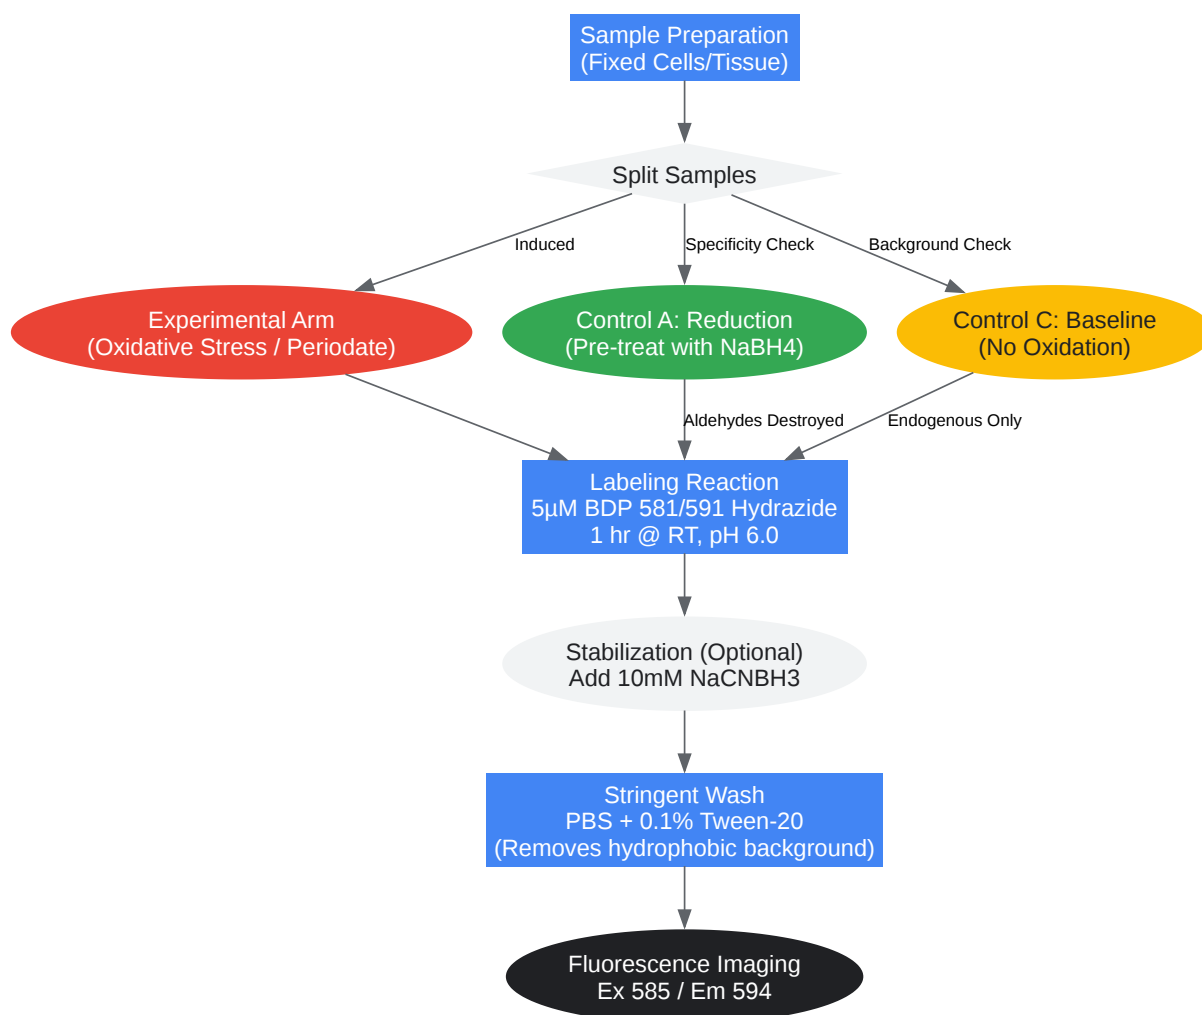 Sample Preparation
(Fixed Cells/Tissue)
Split Samples
Induced
Specificity Check
Background Check
Experimental Arm
(Oxidative Stress / Periodate)
Control A: Reduction
(Pre-treat with NaBH4)
Control C: Baseline
(No Oxidation)
Aldehydes Destroyed
Endogenous Only
Labeling Reaction
5µM BDP 581/591 Hydrazide
1 hr @ RT, pH 6.0
Stabilization (Optional)
Add 10mM NaCNBH3
Stringent Wash
PBS + 0.1% Tween-20
(Removes hydrophobic background)
Fluorescence Imaging
Ex 585 / Em 594